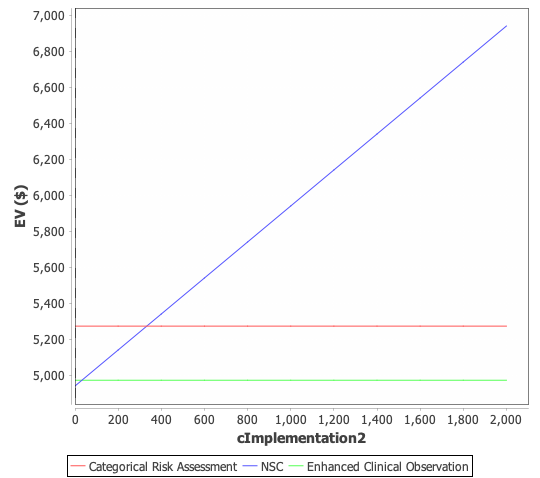 7,000
6,800
6,600
6,400
6,200
6,000
5,800
5,600
5,400
5,200
5,000
EV ($)
0 200 400 600 800 1,000 1,200 1,400 1,600 1,800 2,000
cImplementation2
Categorical Risk Assessment NSC Enhanced Clinical Observation